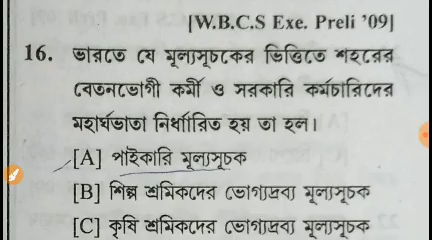 [W.B.C.S Exe. Preli '09]
16. ভারতে যে মূল্যসূচকের ভিত্তিতে শহরের
বেতনভোগী কর্মী ও সরকারি কর্মচারিদের
মহার্ঘভাতা নির্ধারিত হয় তা হল।
[A] পাইকারি মূল্যসূচক
[B] শিল্প শ্রমিকদের ভোগ্যদ্রব্য মূল্যসূচক
[C] কৃষি শ্রমিকদের ভোগ্যদ্রব্য মূল্যসূচক